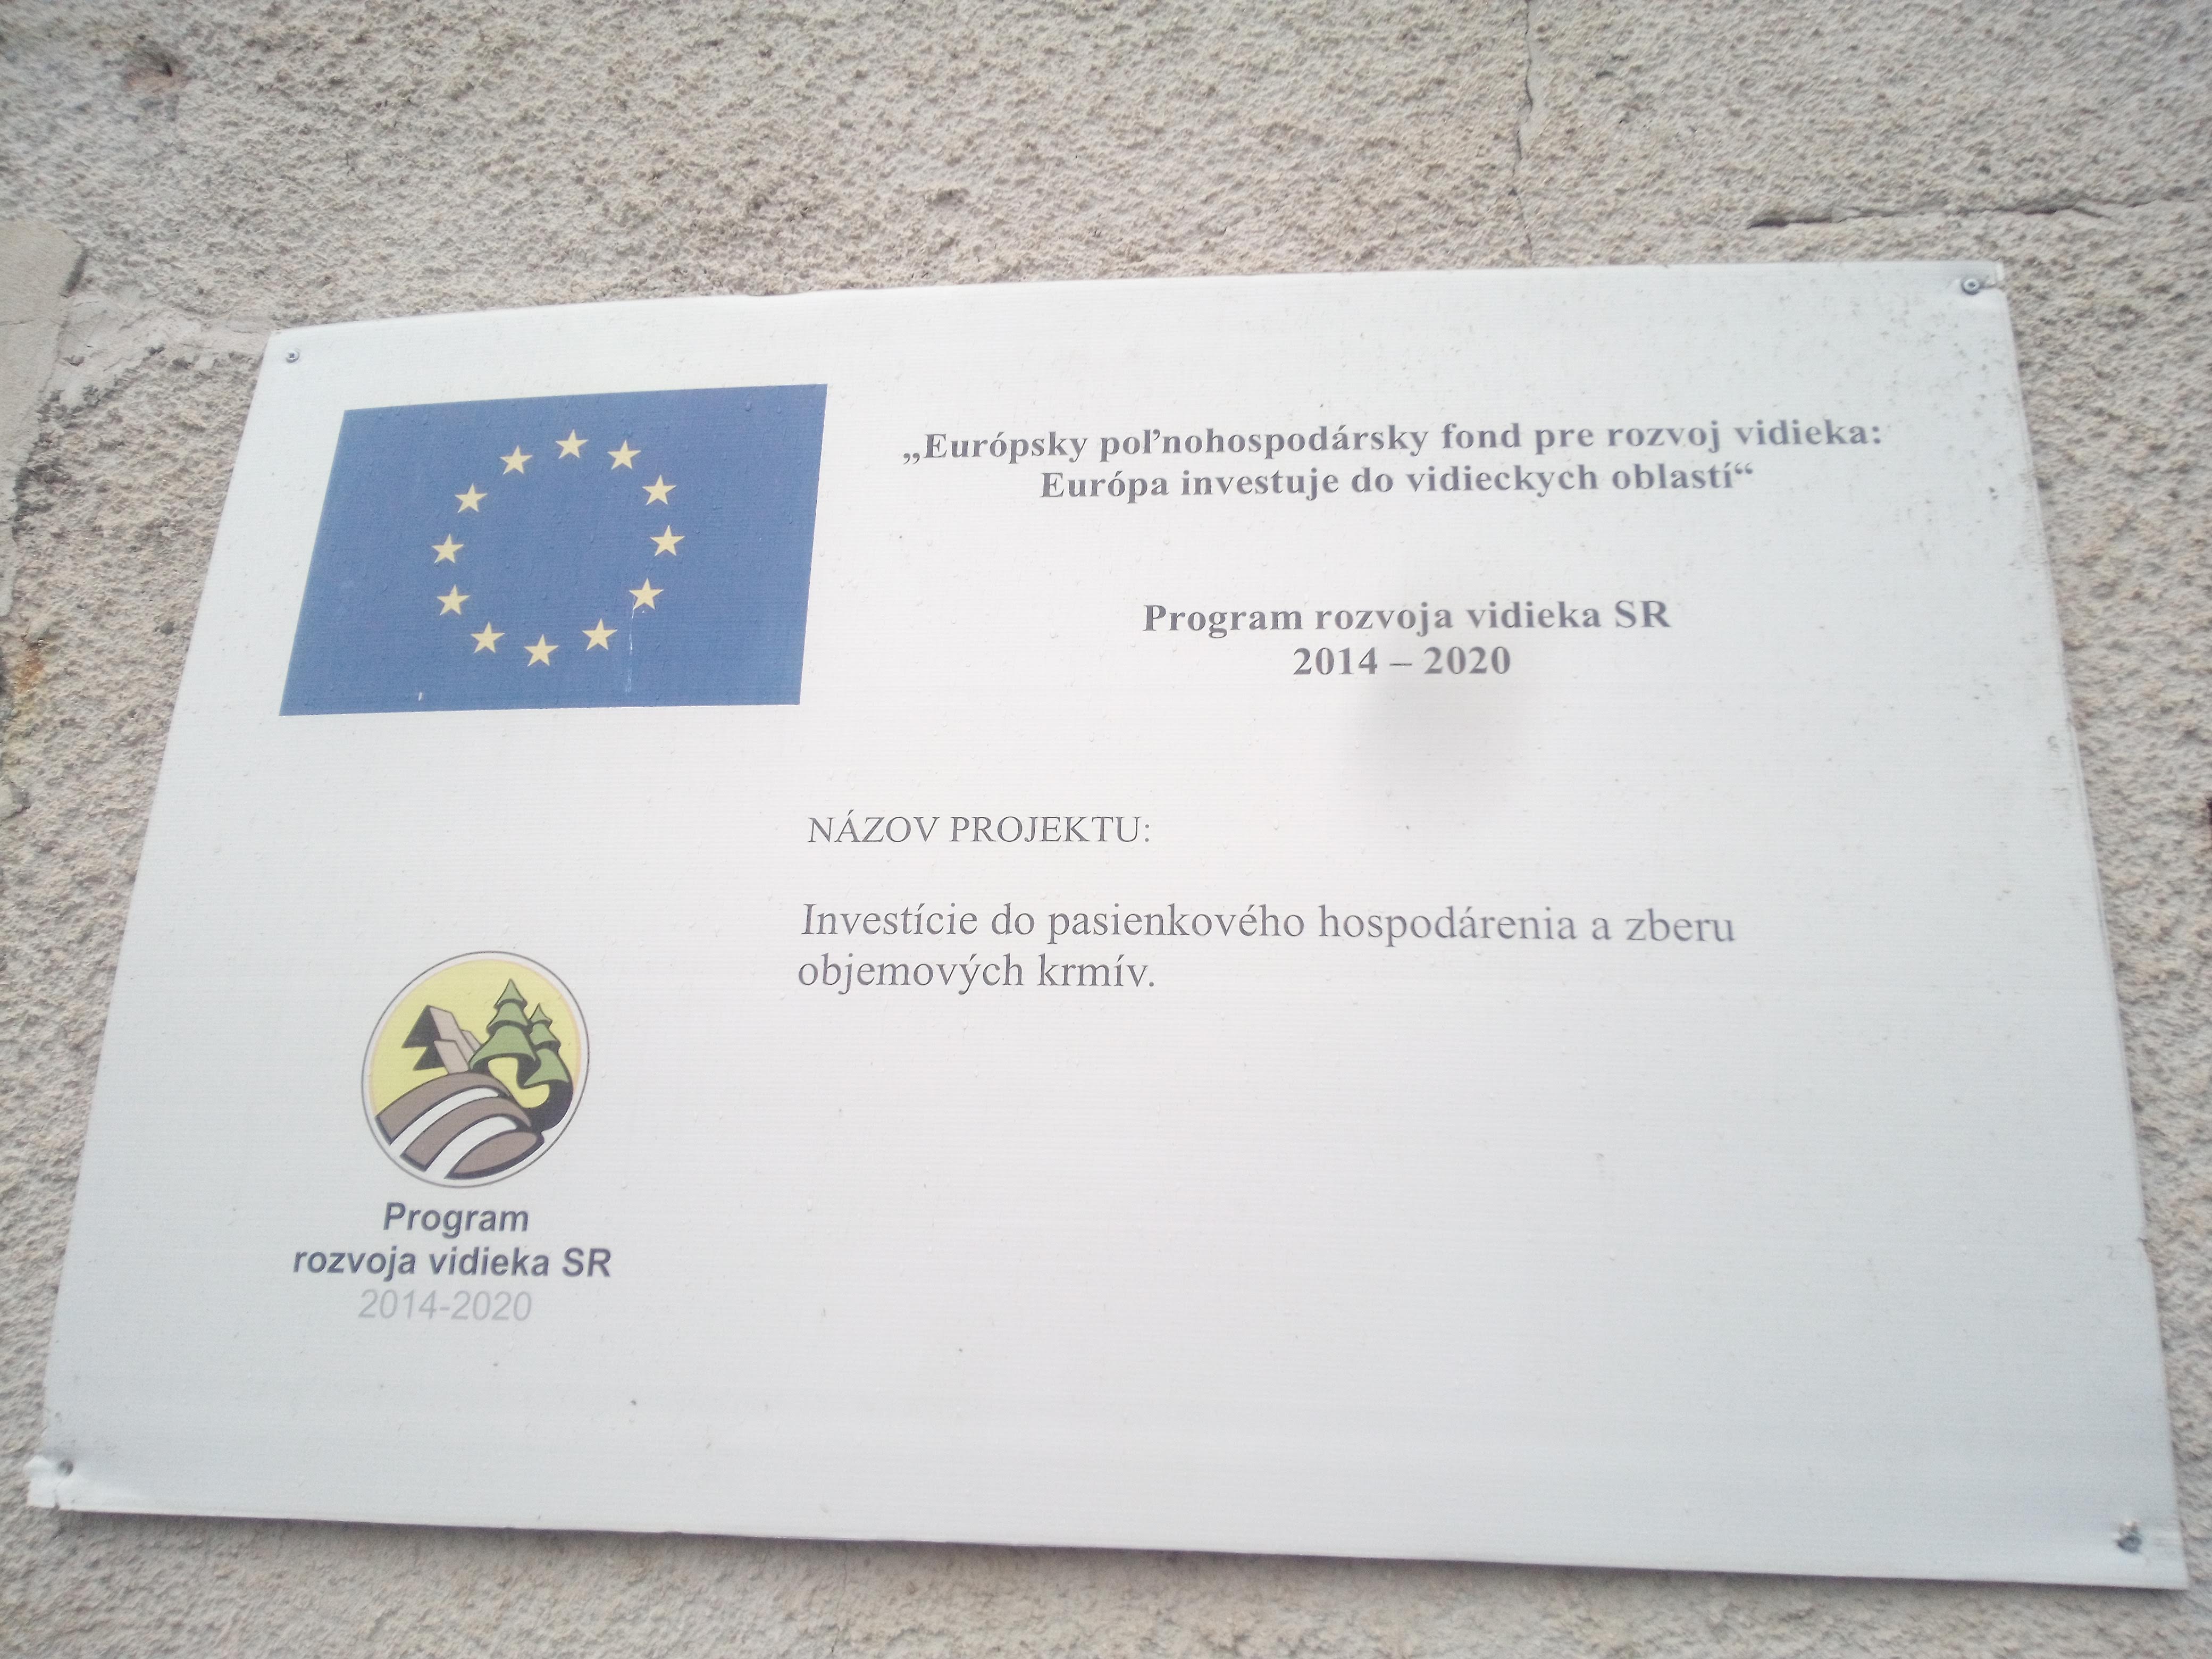 „Európsky poľnohospodársky fond pre rozvoj vidieka:
Európa investuje do vidieckych oblastí“
Program rozvoja vidieka SR
2014 – 2020
NÁZOV PROJEKTU:
Investície do pasienkového hospodárenia a zberu
objemových krmív.
Program
rozvoja vidieka SR
2014-2020